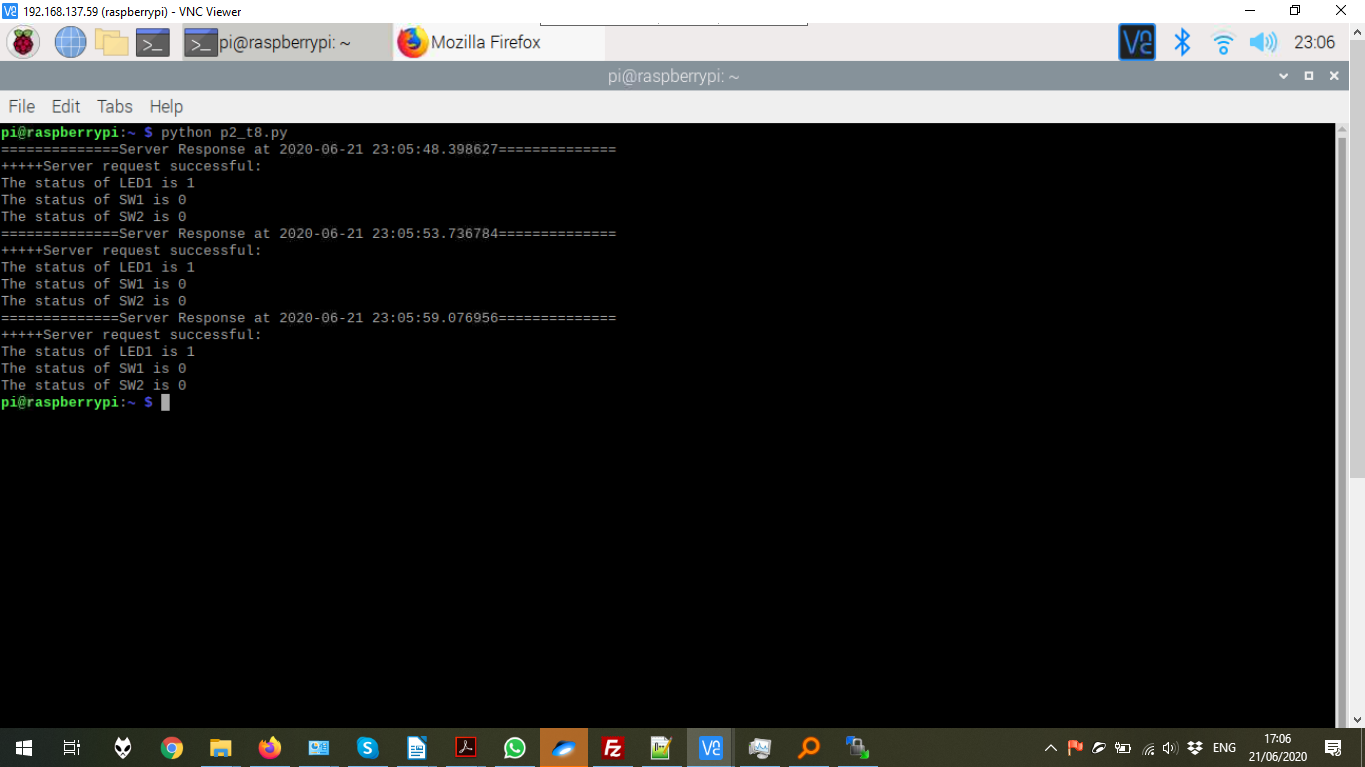 192.168.137.59 (raspberrypi) - VNC Viewer
pi@raspberrypi: ~ Mozilla Firefox 23:06
pi@raspberrypi: ~
File Edit Tabs Help
pi@raspberrypi:~ $ python p2_t8.py
==============Server Response at 2020-06-21 23:05:48.398627==============
+++++Server request successful:
The status of LED1 is 1
The status of SW1 is 0
The status of SW2 is 0
==============Server Response at 2020-06-21 23:05:53.736784==============
+++++Server request successful:
The status of LED1 is 1
The status of SW1 is 0
The status of SW2 is 0
==============Server Response at 2020-06-21 23:05:59.076956==============
+++++Server request successful:
The status of LED1 is 1
The status of SW1 is 0
The status of SW2 is 0
pi@raspberrypi:~ $
ENG
17:06
21/06/2020